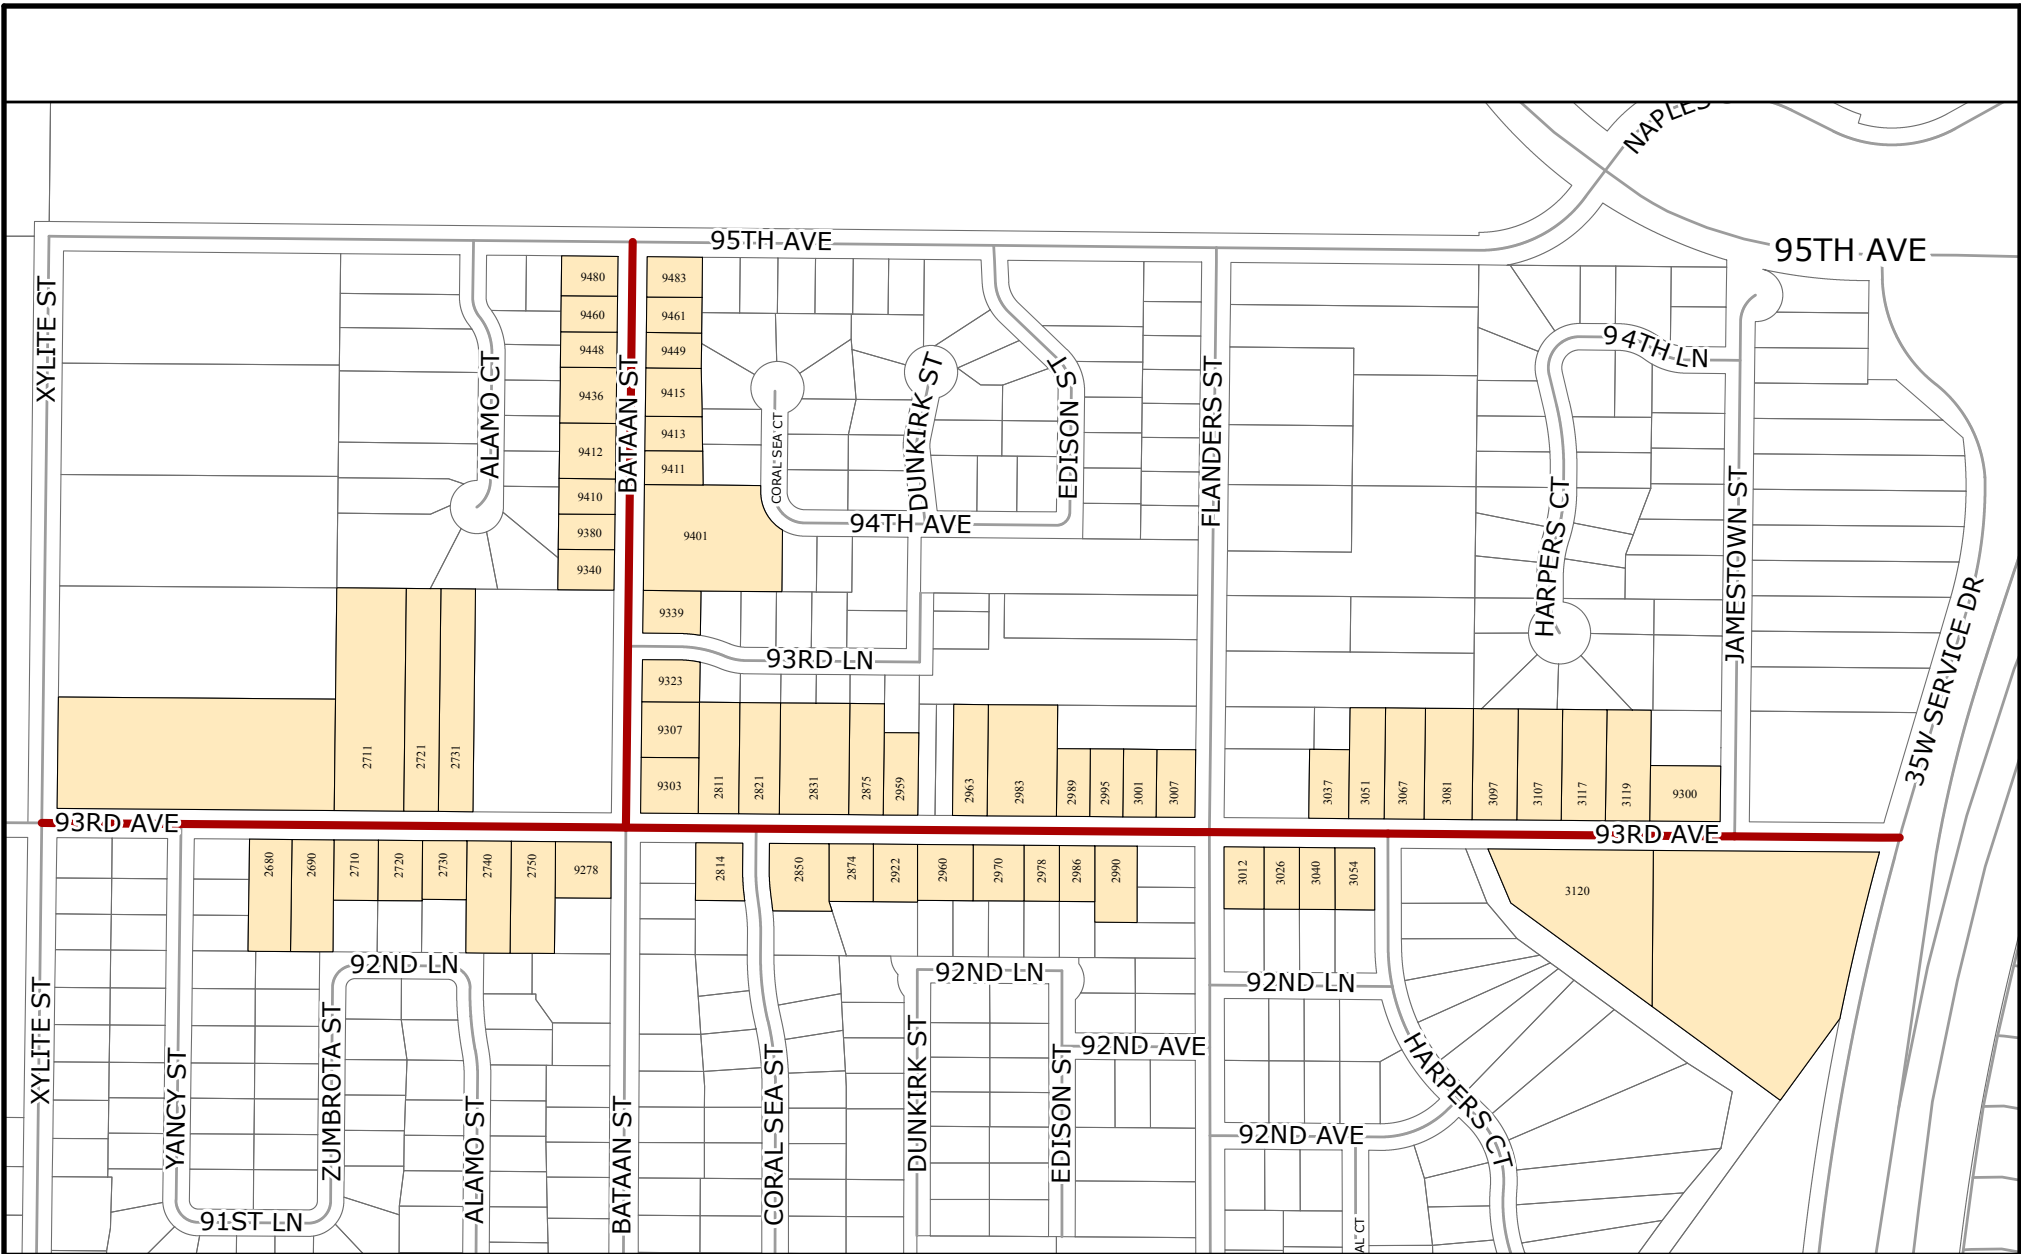 NAPLES
95TH AVE
95TH AVE
XYLITE ST
ALAMO CT
BATAAN ST
CORAL SEA CT
DUNKIRK ST
EDISON ST
94TH AVE
FLANDERS ST
94TH LN
HARPERS CT
JAMESTOWN ST
35W SERVICE DR
9480
9460
9448
9436
9412
9410
9380
9340
9483
9461
9449
9415
9413
9411
9401
9339
93RD LN
9323
9307
9303
2711
2721
2731
2811
2821
2831
2875
2959
2963
2983
2989
2995
3001
3007
3037
3051
3067
3081
3097
3107
3117
3119
9300
93RD AVE
93RD AVE
2680
2690
2710
2720
2730
2740
2750
9278
2814
2850
2874
2922
2960
2970
2978
2986
2990
3012
3026
3040
3054
3120
92ND LN
92ND LN
92ND LN
92ND AVE
92ND AVE
XYLITE ST
YANCY ST
ZUMBROTA ST
ALAMO ST
BATAAN ST
CORAL SEA ST
DUNKIRK ST
EDISON ST
HARPERS CT
91ST LN
AL CT